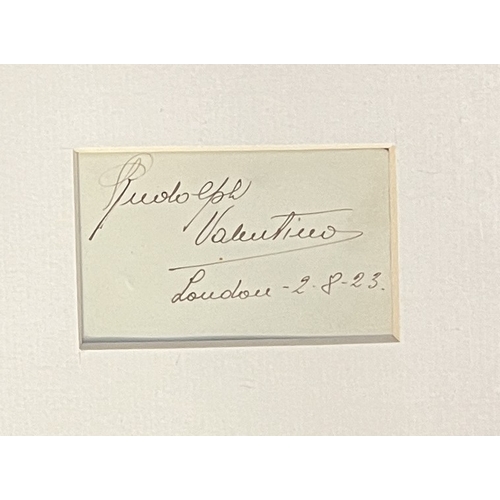 Rudolph
Valentino
London - 2-8-23.